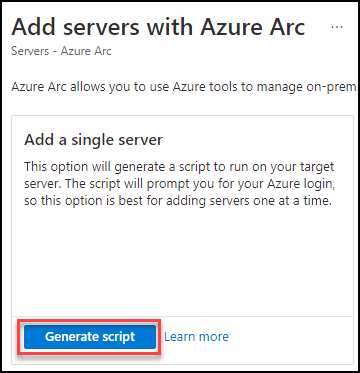 Add servers with Azure Arc ...
Servers - Azure Arc
Azure Arc allows you to use Azure tools to manage on-prem
Add a single server
This option will generate a script to run on your target
server. The script will prompt you for your Azure login,
so this option is best for adding servers one at a time.
Generate script Learn more